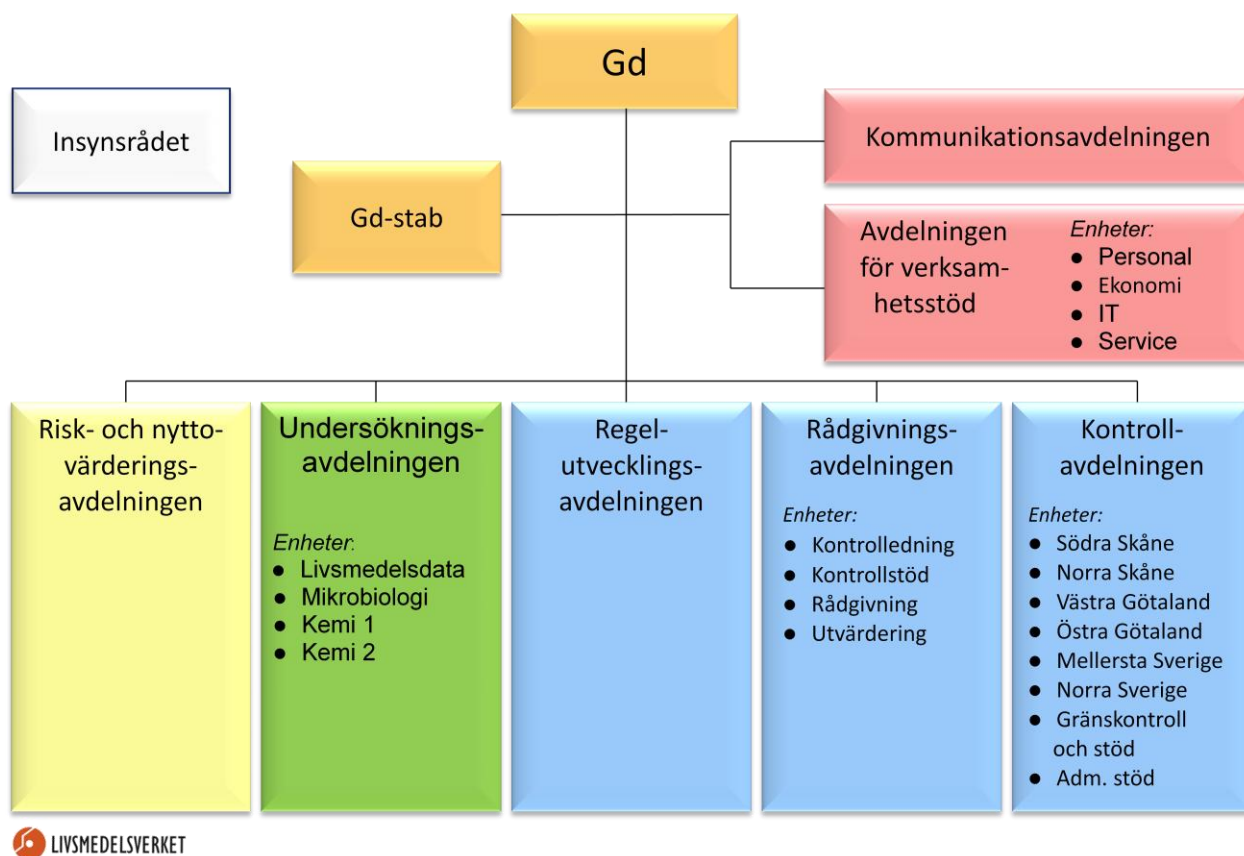 Gd
Insynsrådet
Kommunikationsavdelningen
Gd-stab
Avdelningen
för verksam-
hetsstöd
Enheter:
● Personal
● Ekonomi
● IT
● Service
Risk- och nytto-
värderings-
avdelningen
Undersöknings-
avdelningen
Enheter:
● Livsmedelsdata
● Mikrobiologi
● Kemi 1
● Kemi 2
Regel-
utvecklings-
avdelningen
Rådgivnings-
avdelningen
Enheter:
● Kontrolledning
● Kontrollstöd
● Rådgivning
● Utvärdering
Kontroll-
avdelningen
Enheter:
● Södra Skåne
● Norra Skåne
● Västra Götaland
● Östra Götaland
● Mellersta Sverige
● Norra Sverige
● Gränskontroll
och stöd
● Adm. stöd
LIVSMEDELSVERKET